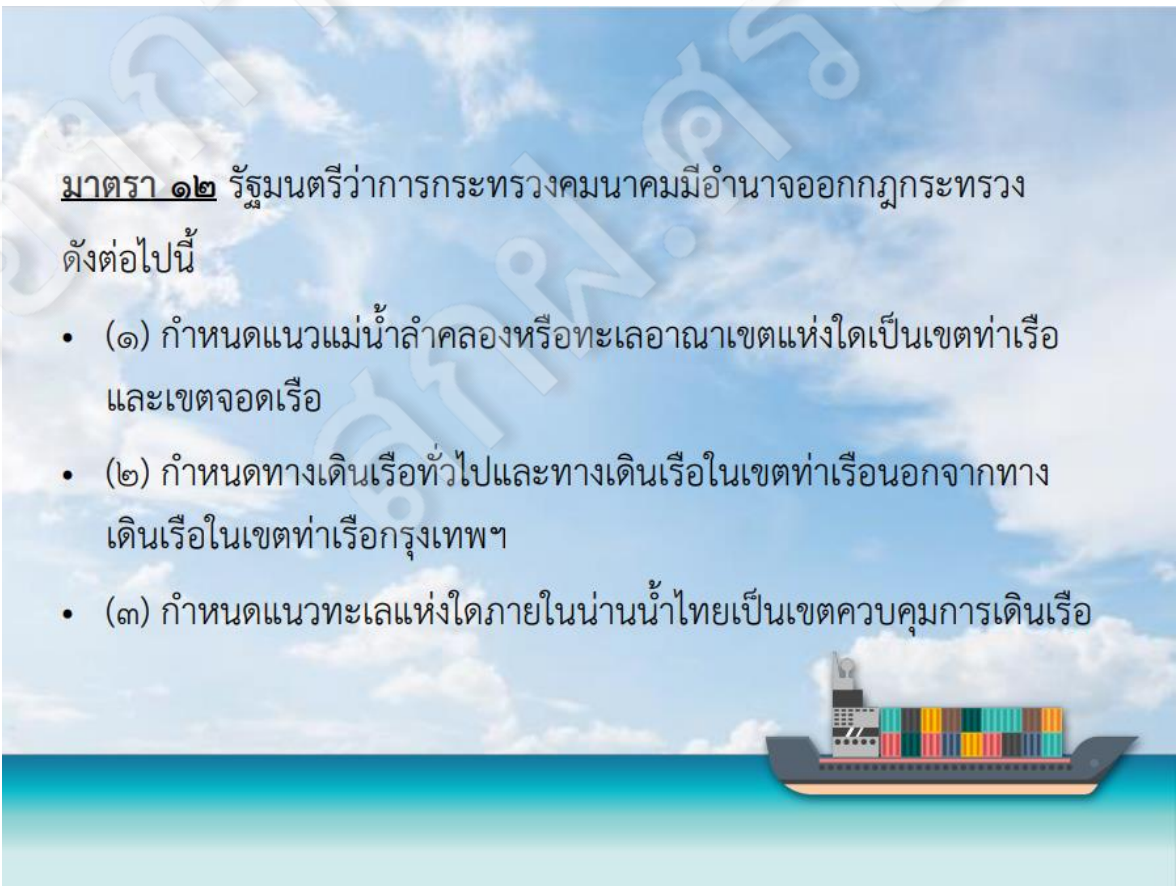 มาตรา ๑๒ รัฐมนตรีว่าการกระทรวงคมนาคมมีอำนาจออกกฎกระทรวง
ดังต่อไปนี้
• (๑) กำหนดแนวแม่น้ำลำคลองหรือทะเลอาณาเขตแห่งใดเป็นเขตท่าเรือ
และเขตจอดเรือ
• (๒) กำหนดทางเดินเรือทั่วไปและทางเดินเรือในเขตท่าเรือนอกจากทาง
เดินเรือในเขตท่าเรือกรุงเทพฯ
• (๓) กำหนดแนวทะเลแห่งใดภายในน่านน้ำไทยเป็นเขตควบคุมการเดินเรือ